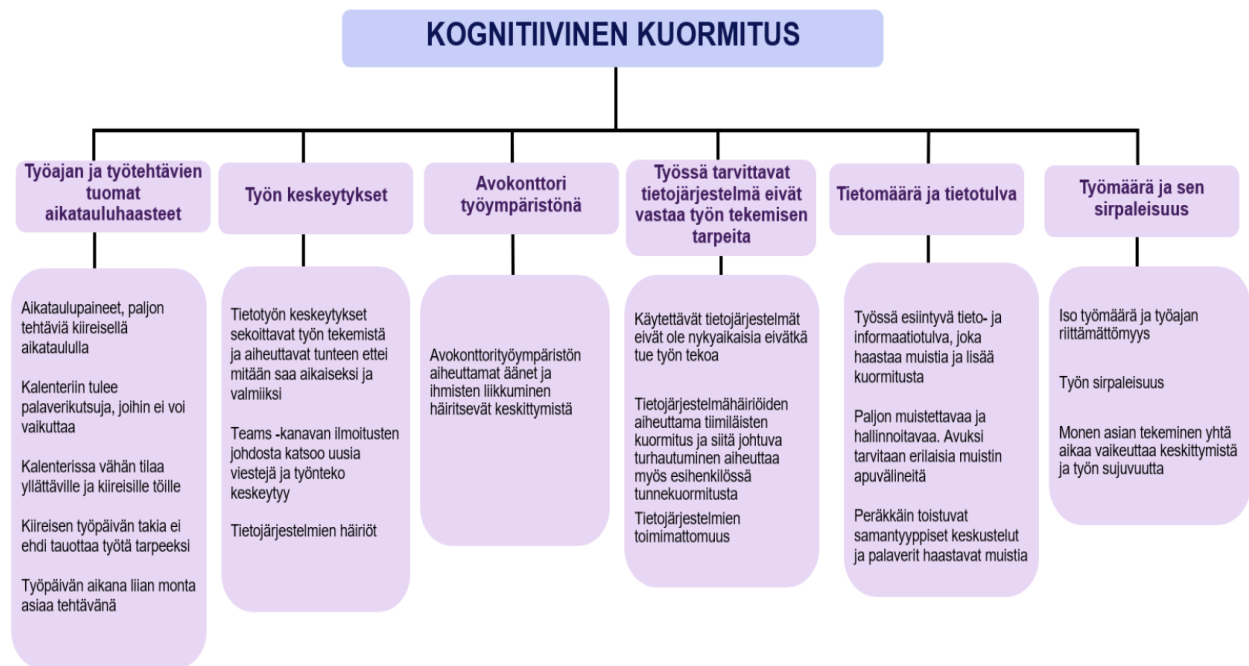 KOGNITIIVINEN KUORMITUS
Työajan ja työtehtävien
tuomat
aikatauluhaasteet
Aikataulupaineet, paljon
tehtäviä kiireisellä
aikataululla
Kalenteriin tulee
palaverikutsuja, joihin ei voi
vaikuttaa
Kalenterissa vähän tilaa
yllättäville ja kiireisille töille
Kiireisen työpäivän takia ei
ehdi tauottaa työtä tarpeeksi
Työpäivän aikana liian monta
asiaa tehtävänä
Työn keskeytykset
Tietotyön keskeytykset
sekoittavat työn tekemistä
ja aiheuttavat tunteen ettei
mitään saa aikaiseksi ja
valmiiksi
Teams -kanavan ilmoitusten
johdosta katsoo uusia
viestejä ja työnteko
keskeytyy
Tietojärjestelmien häiriöt
Avokonttori
työympäristönä
Avokonttorityöympäristön
aiheuttamat äänet ja
ihmisten liikkuminen
häiritsevät keskittymistä
Työssä tarvittavat
tietojärjestelmä eivät
vastaa työn tekemisen
tarpeita
Käytettävät tietojärjestelmät
eivät ole nykyaikaisia eivätkä
tue työn tekoa
Tietojärjestelmähäiriöiden
aiheuttama tiimiläisten
kuormitus ja siitä johtuva
turhautuminen aiheuttaa
myös esihenkilössä
tunnekuormitusta
Tietojärjestelmien
toimimattomuus
Tietomäärä ja tietotulva
Työssä esiintyvä tieto- ja
informaatiotulva, joka
haastaa muistia ja lisää
kuormitusta
Paljon muistettavaa ja
hallinnoitavaa. Avuksi
tarvitaan erilaisia muistin
apuvälineitä
Peräkkäin toistuvat
samantyyppiset keskustelut
ja palaverit haastavat muistia
Työmäärä ja sen
sirpaleisuus
Iso työmäärä ja työajan
riittämättömyys
Työn sirpaleisuus
Monen asian tekeminen yhtä
aikaa vaikeuttaa keskittymistä
ja työn sujuvuutta